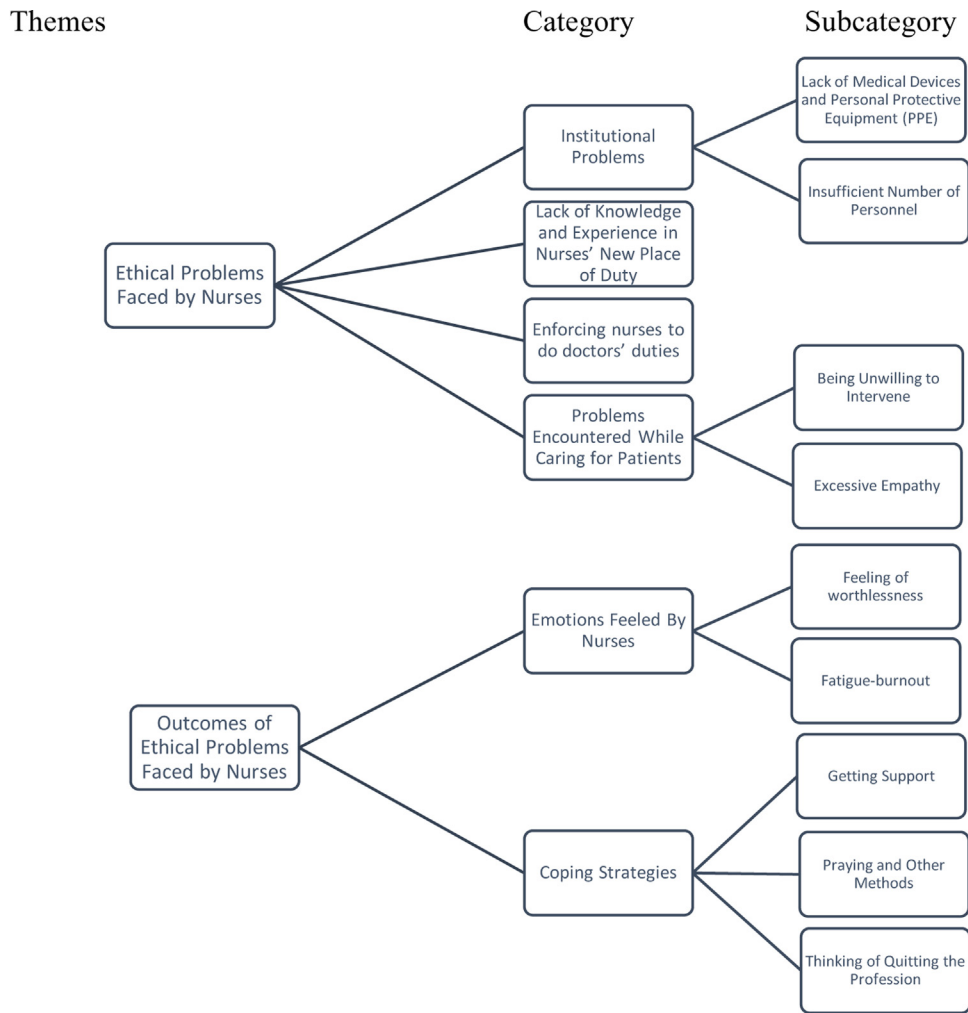 Themes
Category
Subcategory
Ethical Problems
Faced by Nurses
Institutional
Problems
Lack of Medical Devices
and Personal Protective
Equipment (PPE)
Insufficient Number of
Personnel
Lack of Knowledge
and Experience in
Nurses’ New Place
of Duty
Enforcing nurses to
do doctors’ duties
Problems
Encountered While
Caring for Patients
Being Unwilling to
Intervene
Excessive Empathy
Outcomes of
Ethical Problems
Faced by Nurses
Emotions Feeled By
Nurses
Feeling of
worthlessness
Fatigue-burnout
Coping Strategies
Getting Support
Praying and Other
Methods
Thinking of Quitting the
Profession